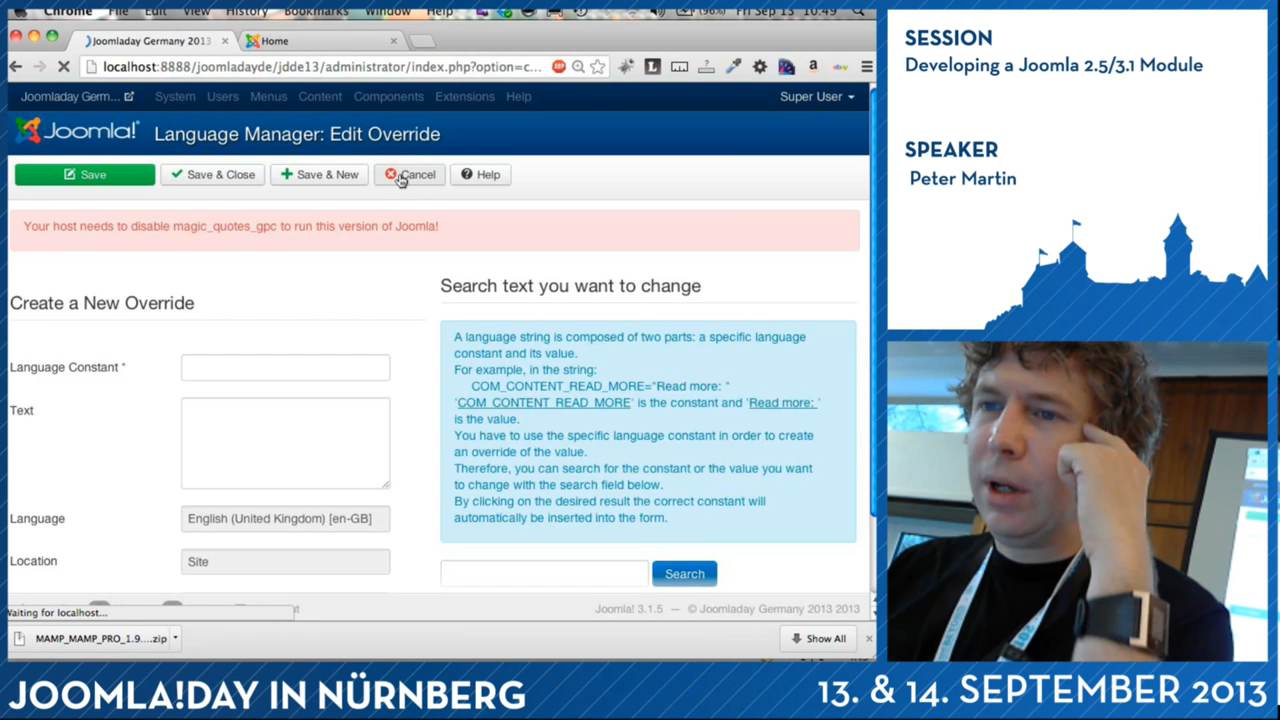 Chrome File Edit View History Bookmarks Window Help (96%) Fri Sep 13 10:49
Joomladay Germany 2013 × Home ×
localhost:8888/joomladayde/jdde13/administrator/index.php?option=c...
Joomladay Germ... System Users Menus Content Components Extensions Help Super User
Joomla!® Language Manager: Edit Override
Save Save & Close Save & New Cancel Help
Your host needs to disable magic_quotes_gpc to run this version of Joomla!
Create a New Override
Language Constant *
Text
Language English (United Kingdom) [en-GB]
Location Site
Search text you want to change
A language string is composed of two parts: a specific language
constant and its value.
For example, in the string:
COM_CONTENT_READ_MORE="Read more: "
'COM_CONTENT_READ_MORE' is the constant and 'Read more: '
is the value.
You have to use the specific language constant in order to create
an override of the value.
Therefore, you can search for the constant or the value you want
to change with the search field below.
By clicking on the desired result the correct constant will
automatically be inserted into the form.
Search
Waiting for localhost...
Joomla! 3.1.5 — © Joomladay Germany 2013 2013
MAMP_MAMP_PRO_1.9....zip Show All ×
SESSION
Developing a Joomla 2.5/3.1 Module
SPEAKER
Peter Martin
JOOMLA!DAY IN NÜRNBERG 13. & 14. SEPTEMBER 2013